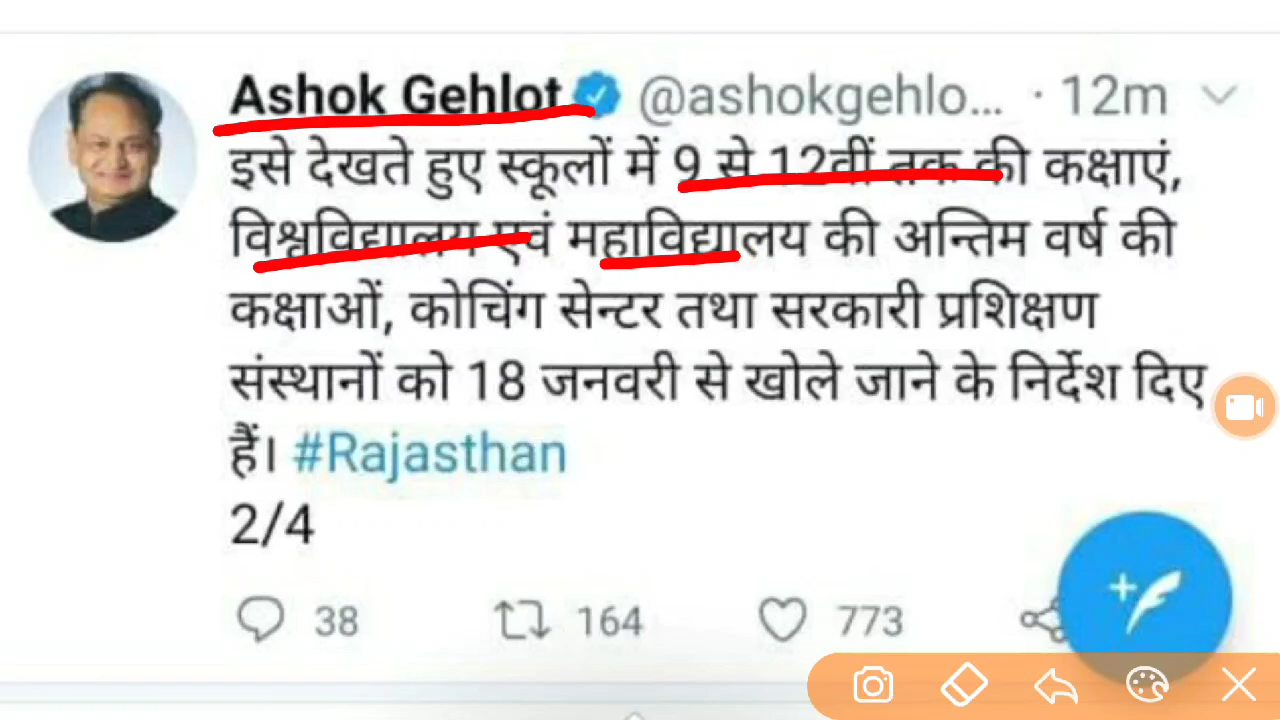 Ashok Gehlot @ashokgehlo... · 12m
इसे देखते हुए स्कूलों में 9 से 12वीं तक की कक्षाएं,
विश्वविद्यालय एवं महाविद्यालय की अन्तिम वर्ष की
कक्षाओं, कोचिंग सेन्टर तथा सरकारी प्रशिक्षण
संस्थानों को 18 जनवरी से खोले जाने के निर्देश दिए
हैं। #Rajasthan
2/4
38 164 773